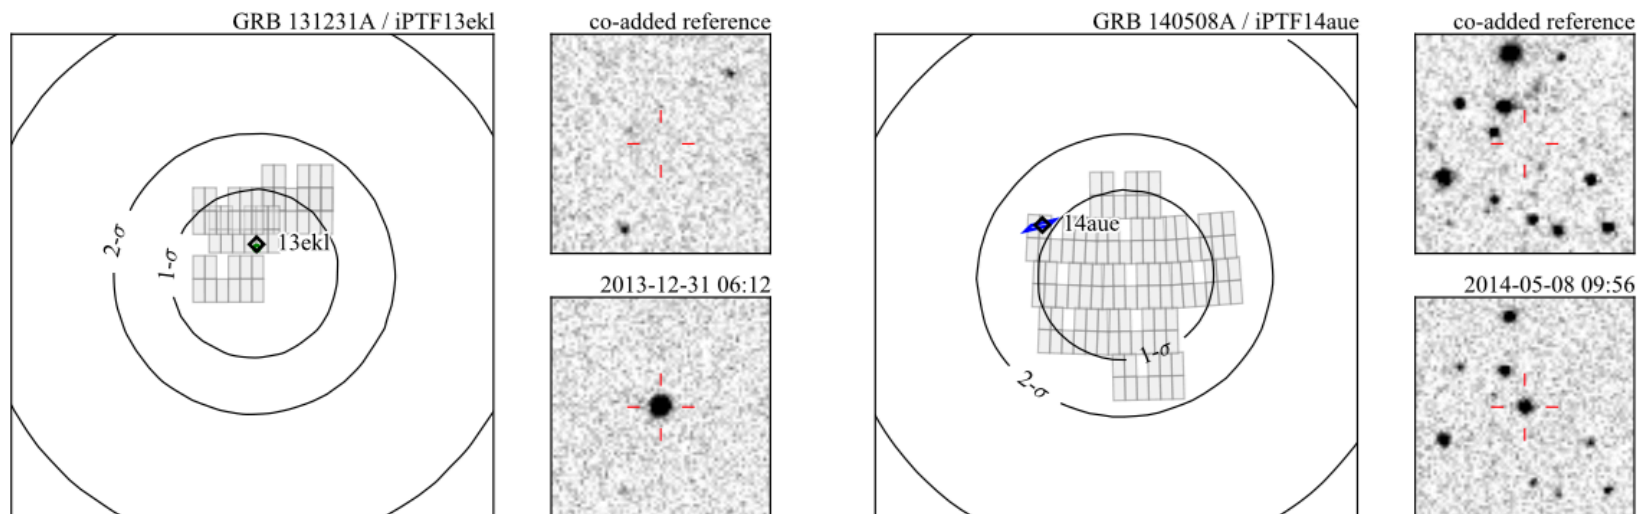 GRB 131231A / iPTF13ekl
2-σ
1-σ
13ekl
co-added reference
2013-12-31 06:12
GRB 140508A / iPTF14aue
14aue
1-σ
2-σ
co-added reference
2014-05-08 09:56